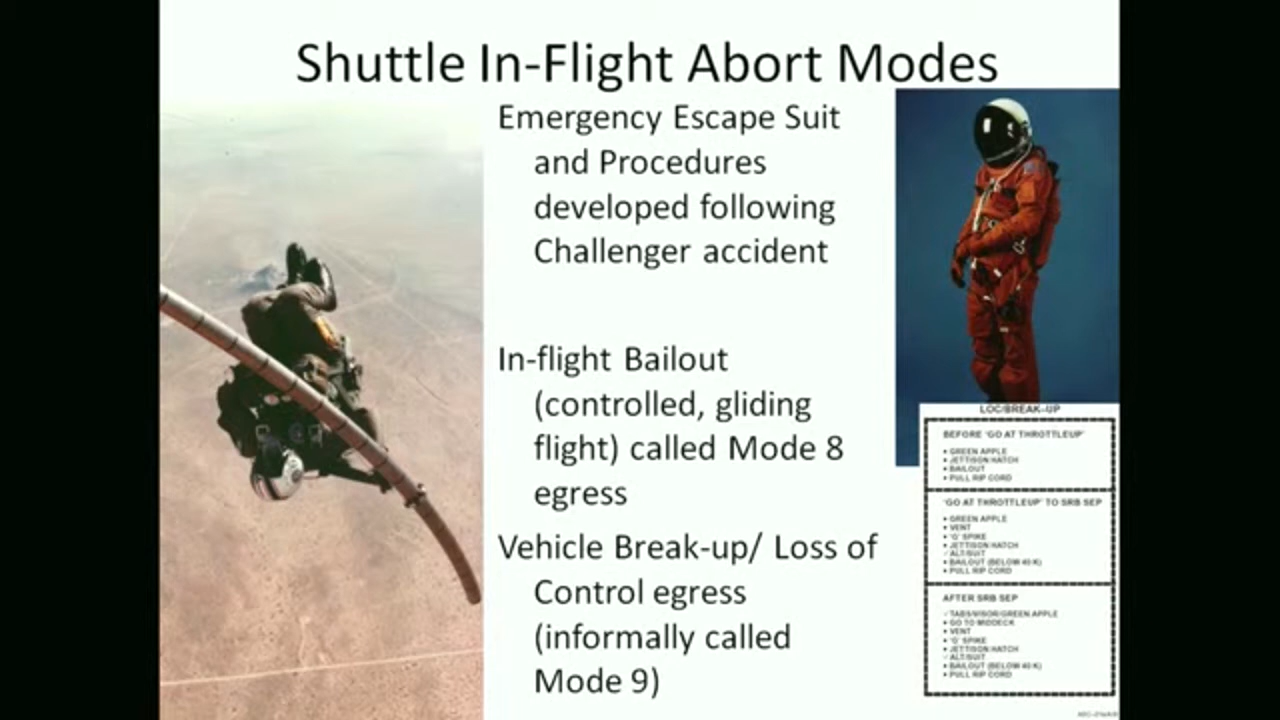 Shuttle In-Flight Abort Modes
Emergency Escape Suit
and Procedures
developed following
Challenger accident
In-flight Bailout
(controlled, gliding
flight) called Mode 8
egress
Vehicle Break-up/ Loss of
Control egress
(informally called
Mode 9)
LOC/BREAK-UP
BEFORE 'GO AT THROTTLEUP'
• GREEN APPLE
• JETTISON HATCH
• BAILOUT
• PULL RIP CORD
'GO AT THROTTLEUP' TO SRB SEP
• GREEN APPLE
• VENT
• 'G' SPIKE
• JETTISON HATCH
✓ ALT/SUIT
• BAILOUT (BELOW 40 K)
• PULL RIP CORD
AFTER SRB SEP
✓ TABS/VISOR/GREEN APPLE
• GO TO MIDDECK
• VENT
• 'G' SPIKE
• JETTISON HATCH
✓ ALT/SUIT
• BAILOUT (BELOW 40 K)
• PULL RIP CORD